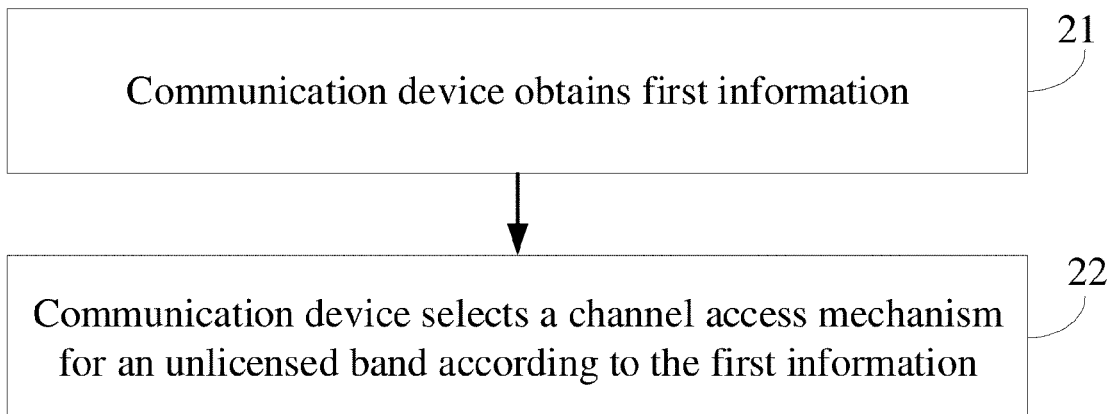 21
Communication device obtains first information
22
Communication device selects a channel access mechanism
for an unlicensed band according to the first information